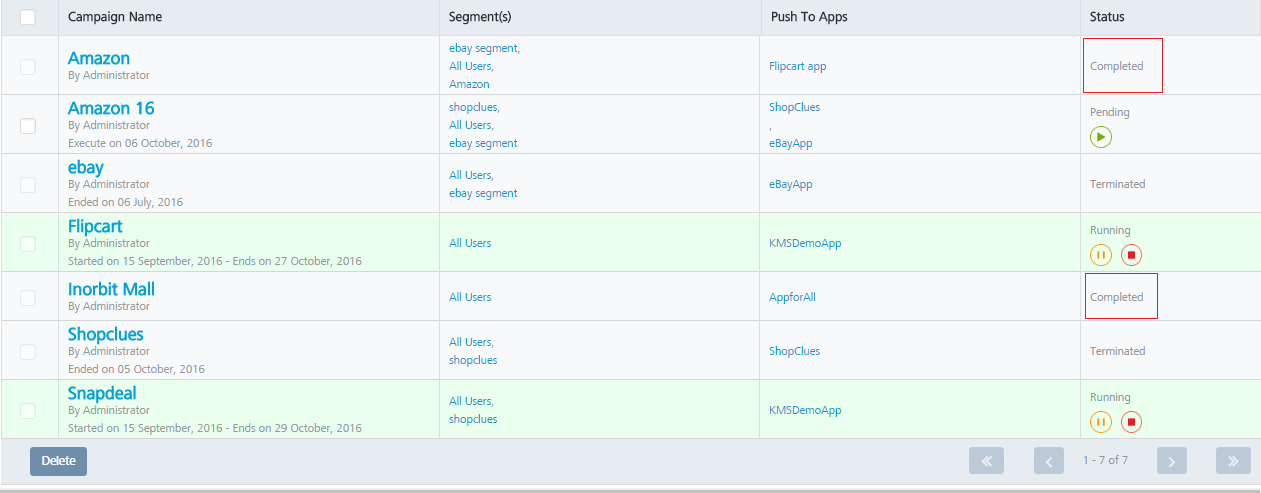 Campaign Name Segment(s) Push To Apps Status
Amazon
By Administrator
ebay segment,
All Users,
Amazon
Flipcart app
Completed
Amazon 16
By Administrator
Execute on 06 October, 2016
shopclues,
All Users,
ebay segment
ShopClues
,
eBayApp
Pending
ebay
By Administrator
Ended on 06 July, 2016
All Users,
ebay segment
eBayApp
Terminated
Flipcart
By Administrator
Started on 15 September, 2016 - Ends on 27 October, 2016
All Users
KMSDemoApp
Running
Inorbit Mall
By Administrator
All Users
AppforAll
Completed
Shopclues
By Administrator
Ended on 05 October, 2016
All Users,
shopclues
ShopClues
Terminated
Snapdeal
By Administrator
Started on 15 September, 2016 - Ends on 29 October, 2016
All Users,
shopclues
KMSDemoApp
Running
Delete
1 - 7 of 7